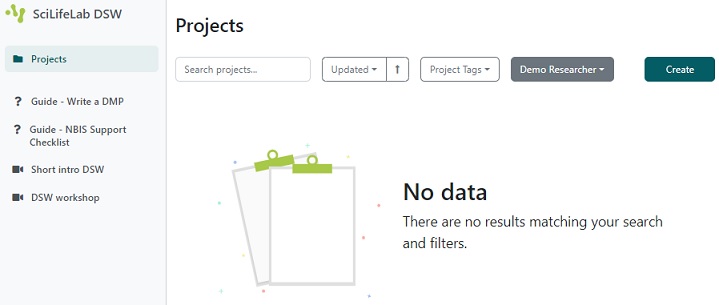 SciLifeLab DSW
Projects
Guide - Write a DMP
Guide - NBIS Support
Checklist
Short intro DSW
DSW workshop
Projects
Search projects...
Updated
Project Tags
Demo Researcher
Create
No data
There are no results matching your search
and filters.